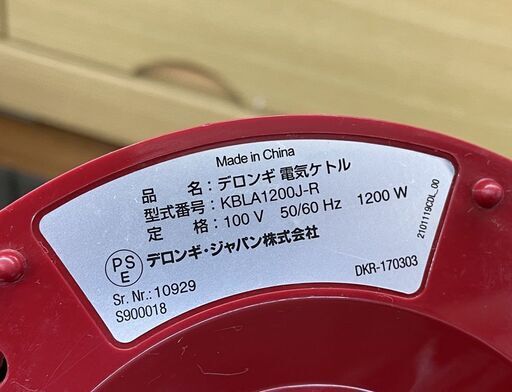 Made in China
品 名 : デロンギ 電気ケトル
型式番号 : KBLA1200J-R
定 格 : 100 V 50/60 Hz 1200 W
デロンギ・ジャパン株式会社
PS
E
Sr. Nr.: 10929
S900018
DKR-170303
2101119CDL_00